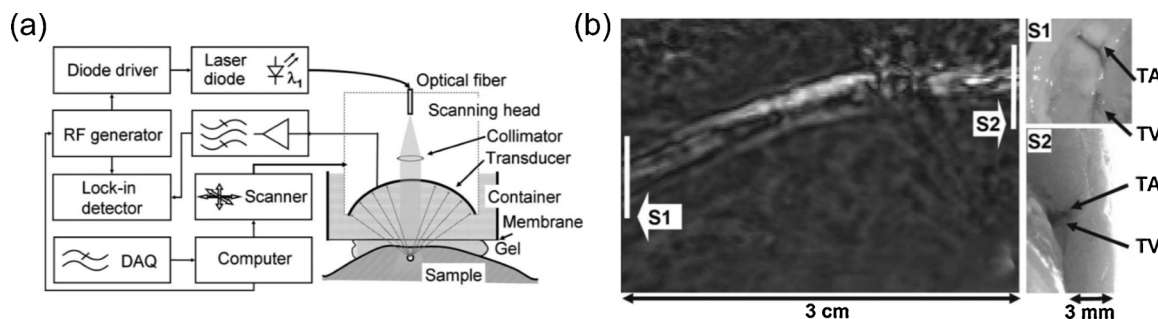 (a)
Diode driver
Laser
diode
λ1
Optical fiber
Scanning head
RF generator
Collimator
Transducer
Lock-in
detector
Scanner
Container
Membrane
Gel
DAQ
Computer
Sample
(b)
S1
S2
3 cm
S1
TA
TV
S2
TA
TV
3 mm